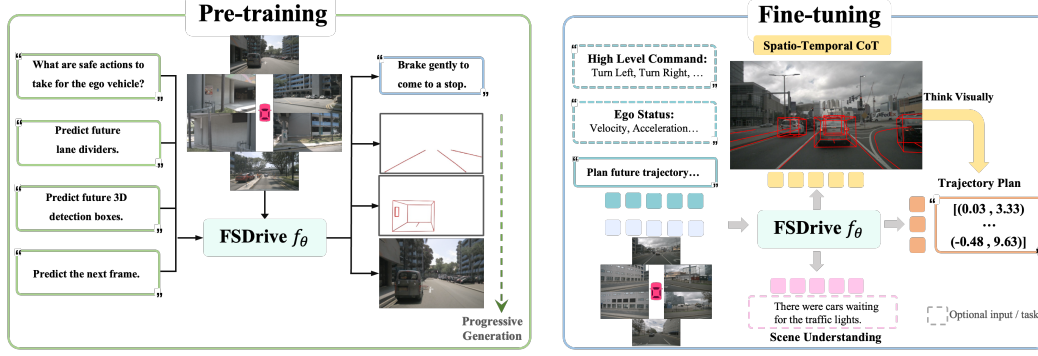 Pre-training
“
What are safe actions to
take for the ego vehicle?
”
“
Predict future
lane dividers.
”
“
Predict future 3D
detection boxes.
”
“
Predict the next frame.
”
FSDrive fθ
“
Brake gently to
come to a stop.
”
Progressive
Generation
Fine-tuning
Spatio-Temporal CoT
“
High Level Command:
Turn Left, Turn Right, …
”
“
Ego Status:
Velocity, Acceleration…
”
“
Plan future trajectory…
”
FSDrive fθ
Think Visually
Trajectory Plan
“
[(0.03 , 3.33)
…
(-0.48 , 9.63)]
”
“
There were cars waiting
for the traffic lights.
”
Scene Understanding
Optional input / task